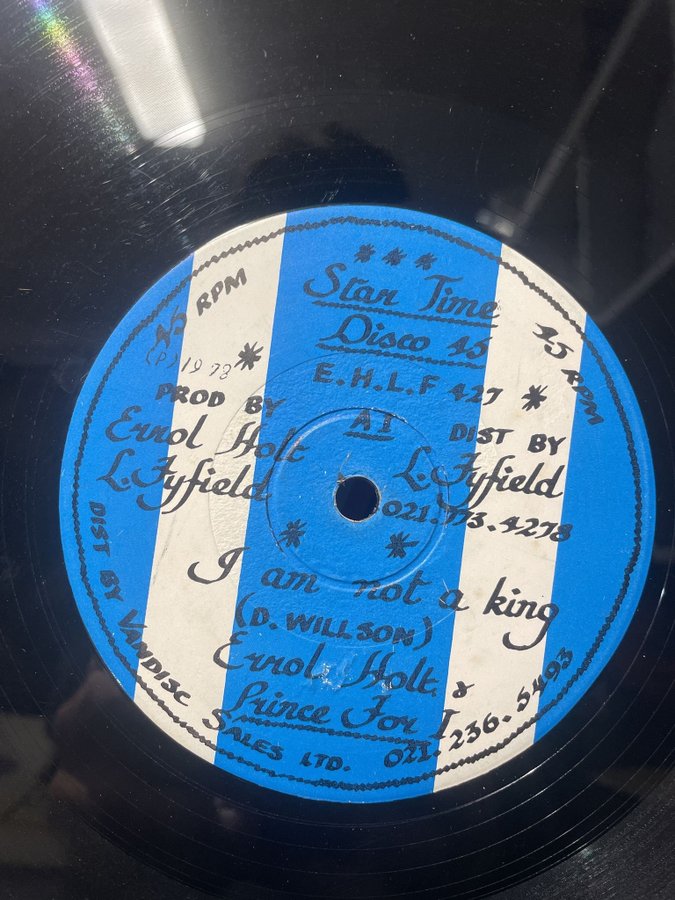 ***
Star Time
Disco 45
E.H.L.F 427
A1
45 RPM
45 RPM
(P) 1978
PROD BY
Errol Holt
L. Fyfield
DIST BY
L. Fyfield
021.773.4278
I am not a king
(D. WILLSON)
Errol Holt &
Prince For I
DIST BY VANDISC SALES LTD. 021.236.5493